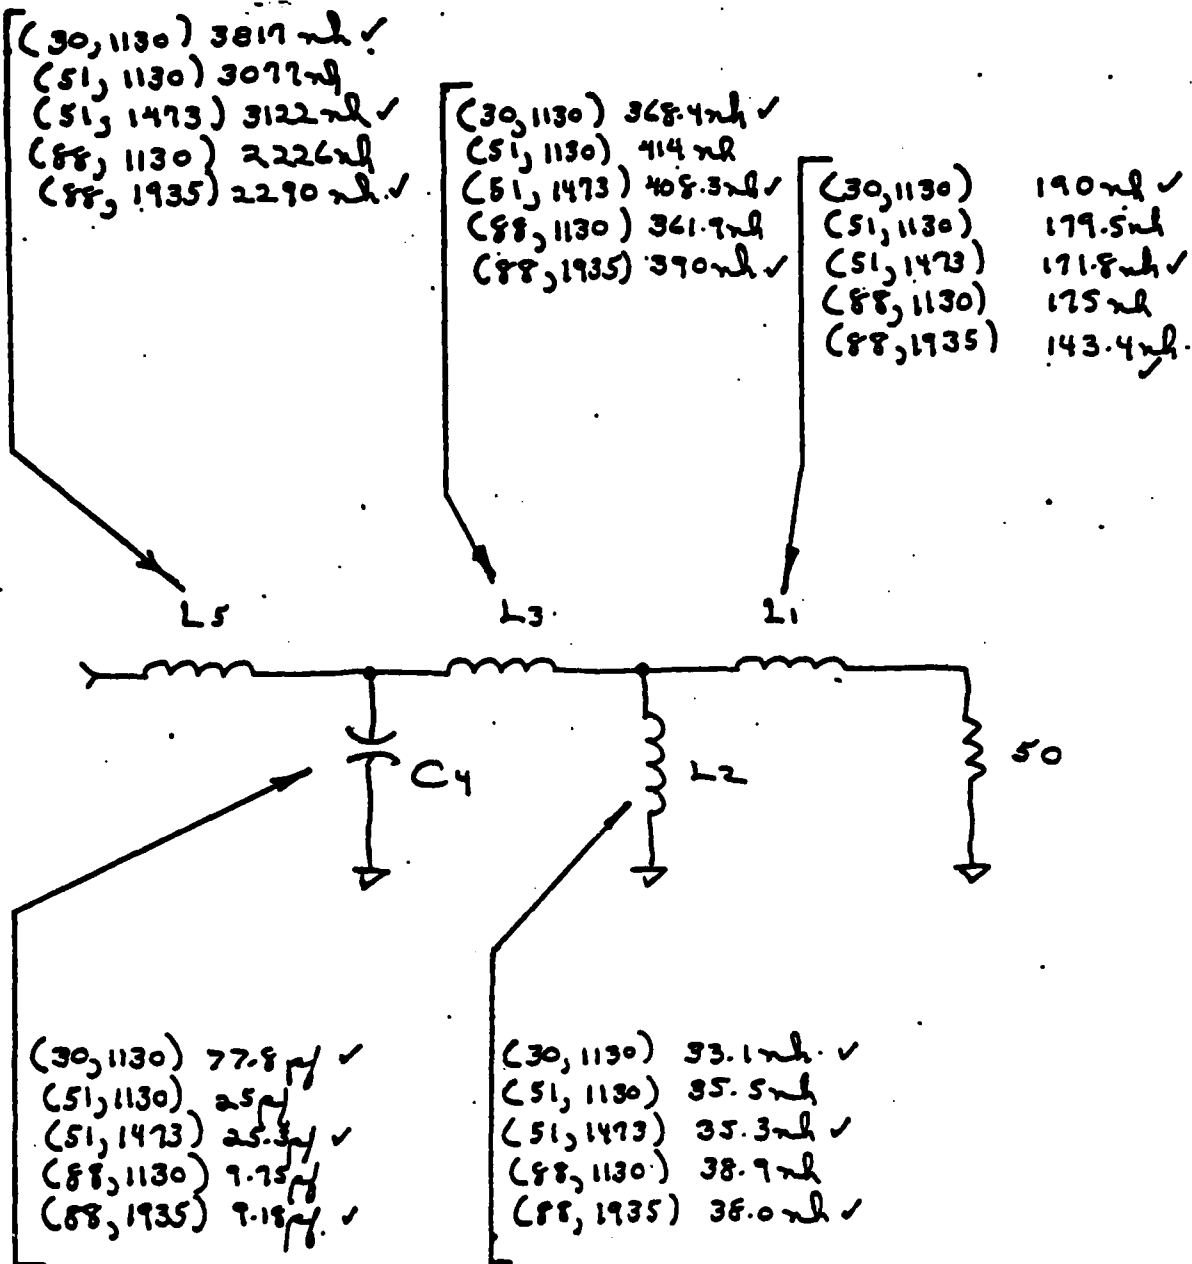 (30, 1130) 3817 nh ✓
(51, 1130) 3077 nh
(51, 1473) 3122 nh ✓
(88, 1130) 2226 nh
(88, 1935) 2290 nh ✓
(30, 1130) 368.4 nh ✓
(51, 1130) 414 nh
(51, 1473) 408.3 nh ✓
(88, 1130) 361.9 nh
(88, 1935) 390 nh ✓
(30, 1130) 190 nh ✓
(51, 1130) 179.5 nh
(51, 1473) 171.8 nh ✓
(88, 1130) 175 nh
(88, 1935) 143.4 nh. ✓
L5
L3
L1
C4
L2
50
(30, 1130) 77.8 pf ✓
(51, 1130) 25 pf
(51, 1473) 25.3 pf ✓
(88, 1130) 9.75 pf
(88, 1935) 9.18 pf. ✓
(30, 1130) 33.1 nh. ✓
(51, 1130) 35.5 nh
(51, 1473) 35.3 nh ✓
(88, 1130) 38.9 nh
(88, 1935) 38.0 nh ✓